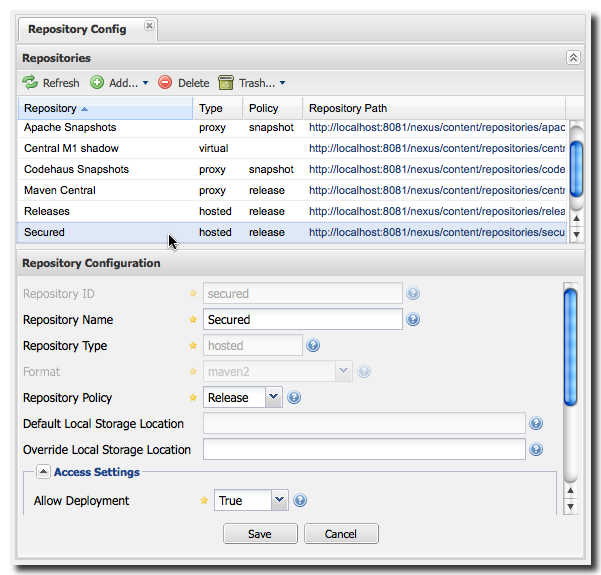 Repository Config
Repositories
Refresh Add... Delete Trash...
Repository Type Policy Repository Path
Apache Snapshots proxy snapshot http://localhost:8081/nexus/content/repositories/apac
Central M1 shadow virtual http://localhost:8081/nexus/content/repositories/centr
Codehaus Snapshots proxy snapshot http://localhost:8081/nexus/content/repositories/code
Maven Central proxy release http://localhost:8081/nexus/content/repositories/centr
Releases hosted release http://localhost:8081/nexus/content/repositories/relea
Secured hosted release http://localhost:8081/nexus/content/repositories/secu
Repository Configuration
Repository ID secured
Repository Name Secured
Repository Type hosted
Format maven2
Repository Policy Release
Default Local Storage Location
Override Local Storage Location
Access Settings
Allow Deployment True
Save Cancel